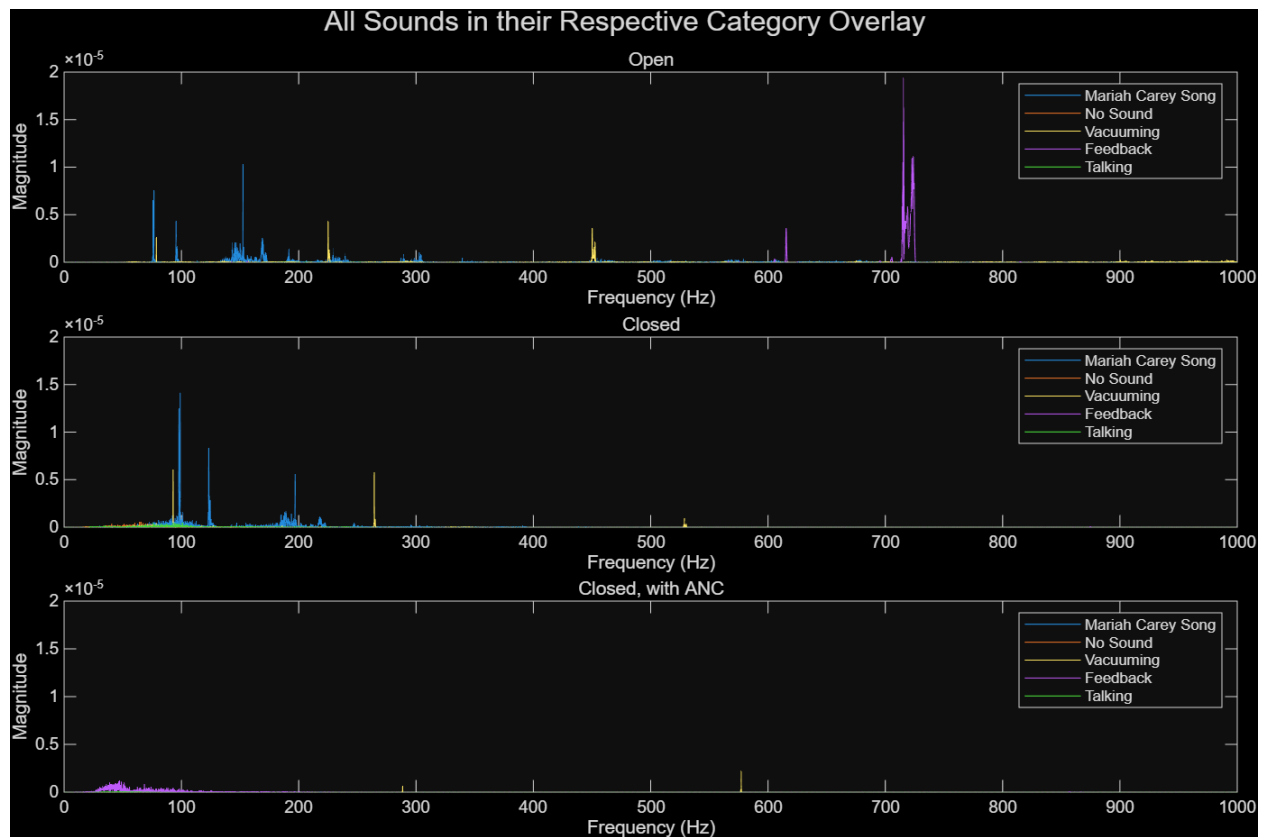 All Sounds in their Respective Category Overlay
Open
×10⁻⁵
2
1.5
1
0.5
0
Magnitude
0 100 200 300 400 500 600 700 800 900 1000
Frequency (Hz)
Mariah Carey Song
No Sound
Vacuuming
Feedback
Talking
Closed
×10⁻⁵
2
1.5
1
0.5
0
Magnitude
0 100 200 300 400 500 600 700 800 900 1000
Frequency (Hz)
Mariah Carey Song
No Sound
Vacuuming
Feedback
Talking
Closed, with ANC
×10⁻⁵
2
1.5
1
0.5
0
Magnitude
0 100 200 300 400 500 600 700 800 900 1000
Frequency (Hz)
Mariah Carey Song
No Sound
Vacuuming
Feedback
Talking